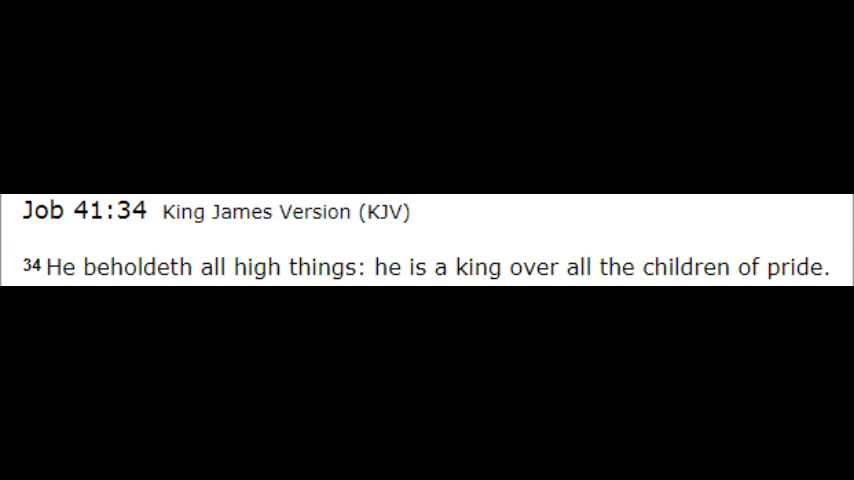 Job 41:34 King James Version (KJV)
34 He beholdeth all high things: he is a king over all the children of pride.